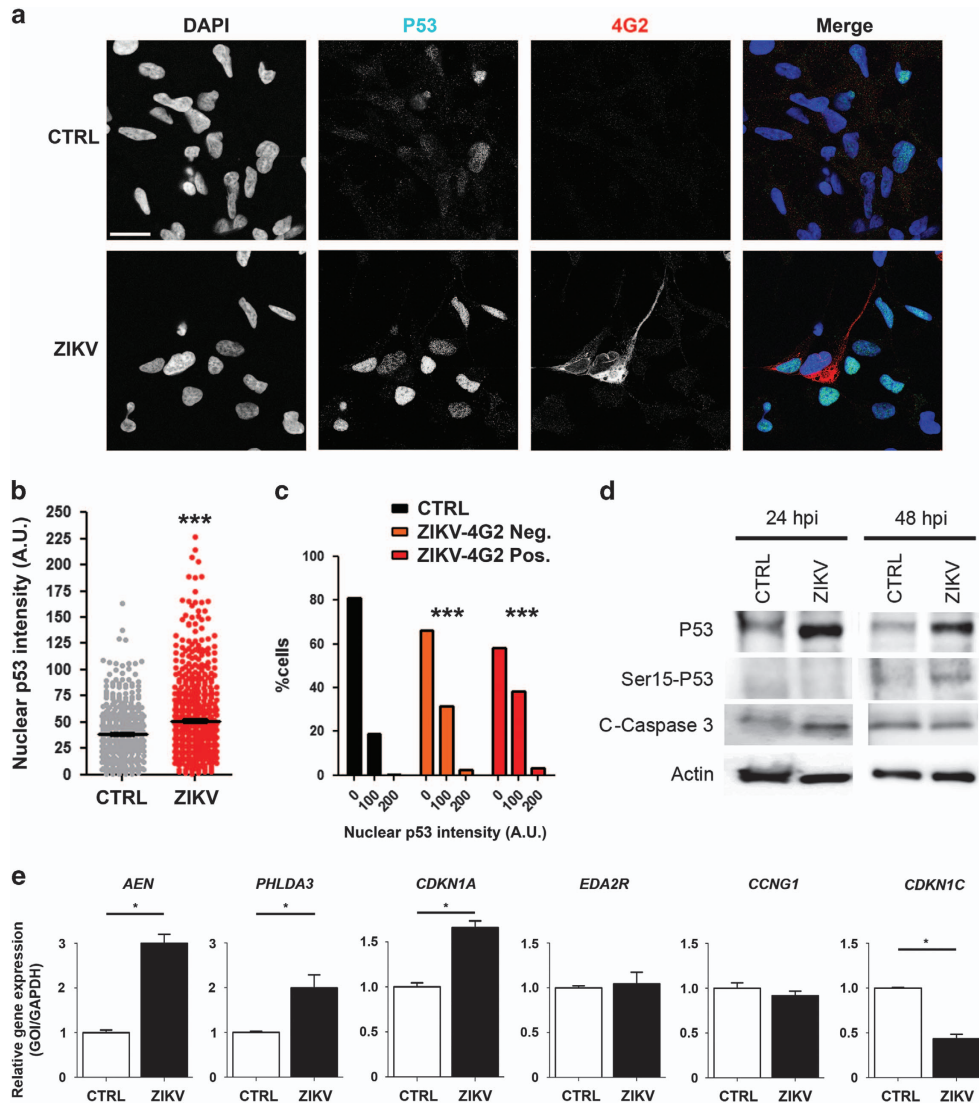 a
DAPI P53 4G2 Merge
CTRL
ZIKV
b
Nuclear p53 intensity (A.U.)
250
225
200
175
150
125
100
75
50
25
0
***
CTRL ZIKV
c
CTRL
ZIKV-4G2 Neg.
ZIKV-4G2 Pos.
%cells
100
80
60
40
20
0
*** ***
0 100 200 0 100 200 0 100 200
Nuclear p53 intensity (A.U.)
d
24 hpi 48 hpi
CTRL ZIKV CTRL ZIKV
P53
Ser15-P53
C-Caspase 3
Actin
e
Relative gene expression
(GOI/GAPDH)
AEN
*
3
2
1
0
CTRL ZIKV
PHLDA3
*
3
2
1
0
CTRL ZIKV
CDKN1A
*
1.5
1.0
0.5
0
CTRL ZIKV
EDA2R
1.5
1.0
0.5
0
CTRL ZIKV
CCNG1
1.5
1.0
0.5
0
CTRL ZIKV
CDKN1C
*
1.5
1.0
0.5
0
CTRL ZIKV